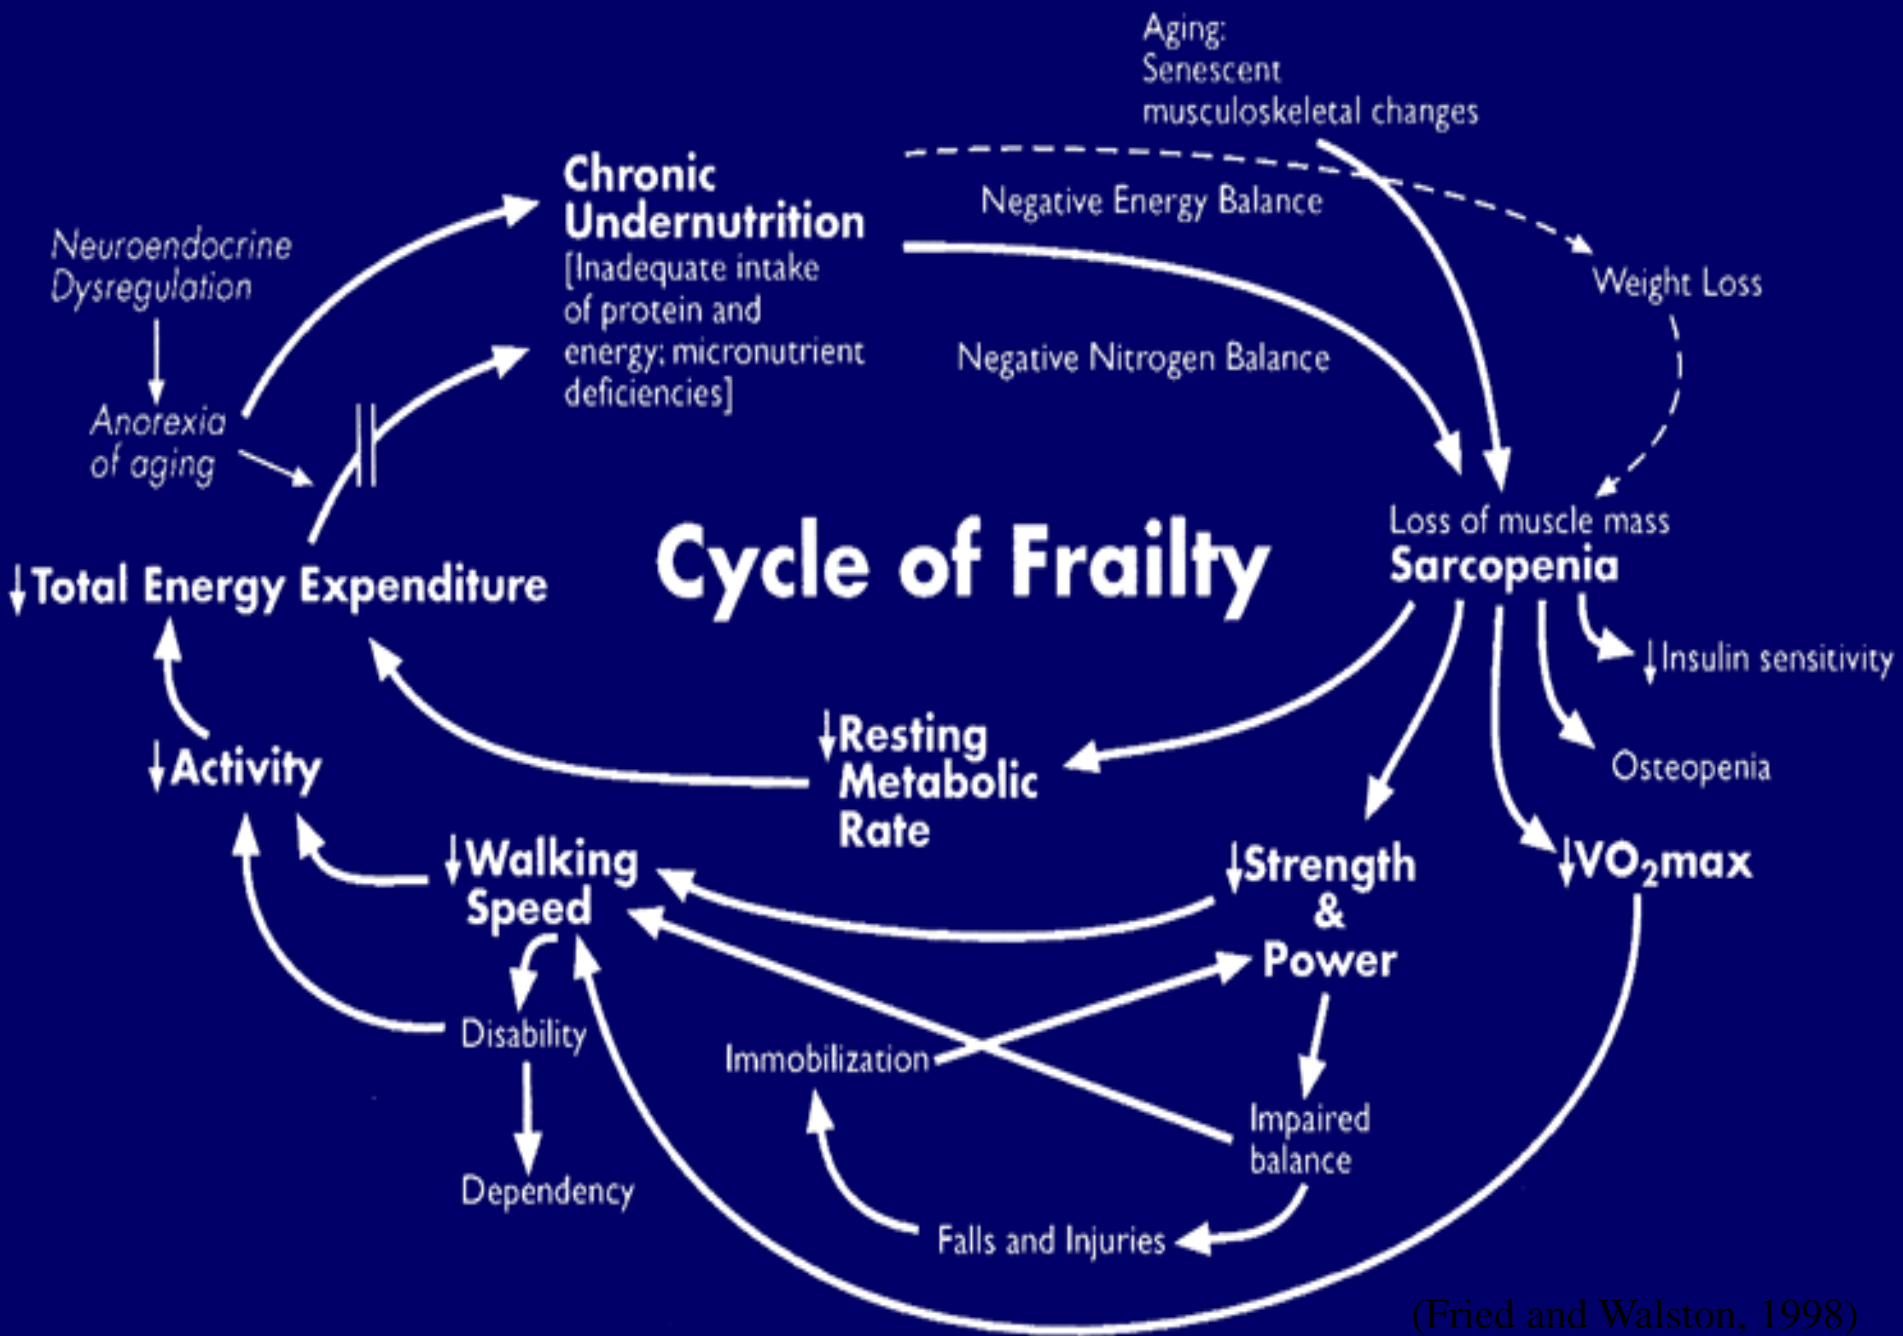 Aging:
Senescent
musculoskeletal changes
Chronic
Undernutrition
[Inadequate intake
of protein and
energy; micronutrient
deficiencies]
Negative Energy Balance
Neuroendocrine
Dysregulation
Weight Loss
Negative Nitrogen Balance
Anorexia
of aging
Cycle of Frailty
Loss of muscle mass
Sarcopenia
↓Total Energy Expenditure
↓Insulin sensitivity
↓Resting
Metabolic
Rate
↓Activity
Osteopenia
↓Walking
Speed
↓Strength
&
Power
↓VO₂max
Disability
Immobilization
Impaired
balance
Dependency
Falls and Injuries
(Fried and Walston, 1998)